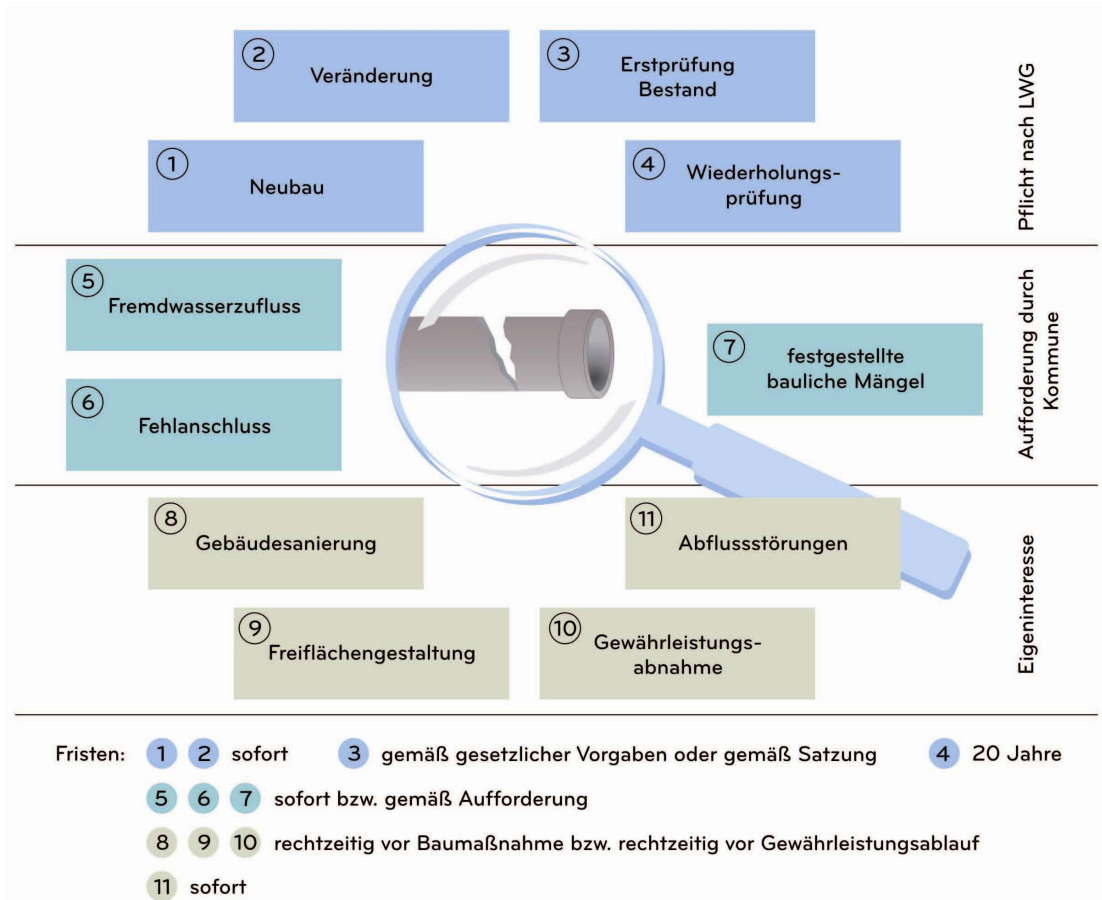 2
Veränderung
3
Erstprüfung
Bestand
1
Neubau
4
Wiederholungs-
prüfung
Pflicht nach LWG
5
Fremdwasserzufluss
6
Fehlanschluss
7
festgestellte
bauliche Mängel
Aufforderung durch
Kommune
8
Gebäudesanierung
11
Abflussstörungen
9
Freiflächengestaltung
10
Gewährleistungs-
abnahme
Eigeninteresse
Fristen: 1 2 sofort 3 gemäß gesetzlicher Vorgaben oder gemäß Satzung 4 20 Jahre
5 6 7 sofort bzw. gemäß Aufforderung
8 9 10 rechtzeitig vor Baumaßnahme bzw. rechtzeitig vor Gewährleistungsablauf
11 sofort